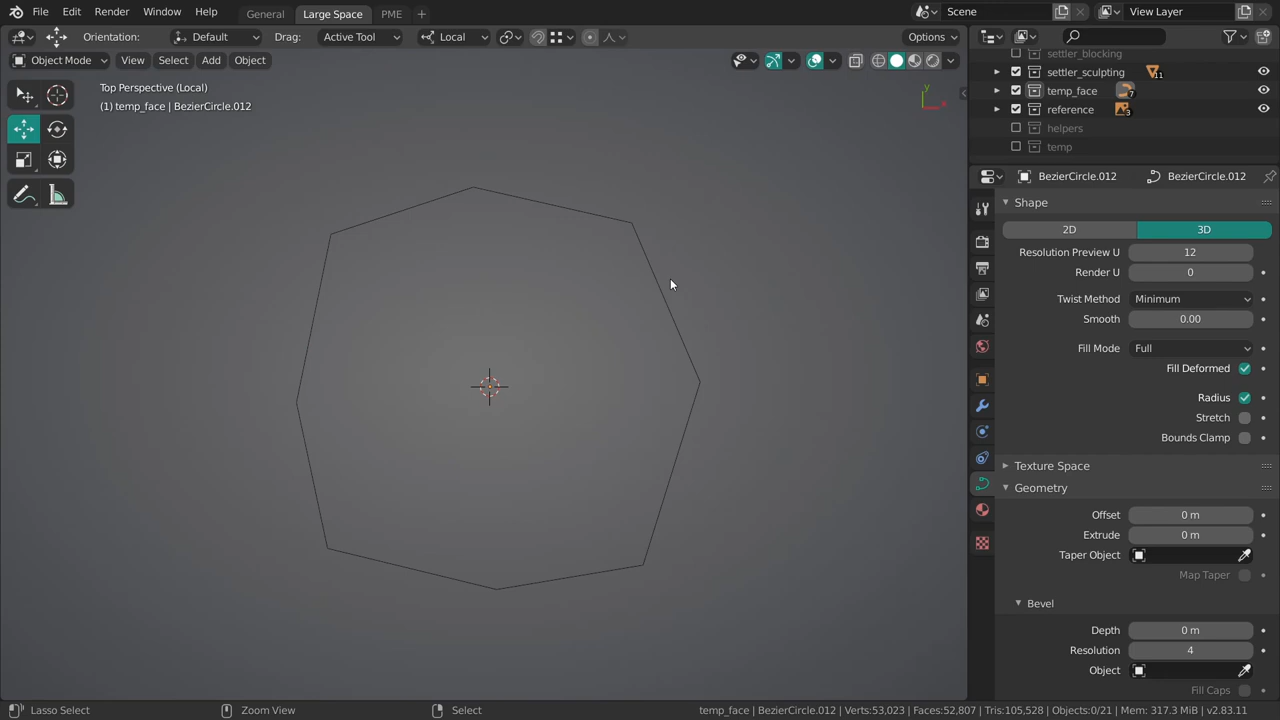 File Edit Render Window Help General Large Space PME + Scene View Layer
Orientation: Default Drag: Active Tool Local Options
Object Mode View Select Add Object
settler_blocking
settler_sculpting 11
temp_face 7
reference 3
helpers
temp
Top Perspective (Local)
(1) temp_face | BezierCircle.012
y
x
BezierCircle.012 BezierCircle.012
Shape
2D 3D
Resolution Preview U 12
Render U 0
Twist Method Minimum
Smooth 0.00
Fill Mode Full
Fill Deformed
Radius
Stretch
Bounds Clamp
Texture Space
Geometry
Offset 0 m
Extrude 0 m
Taper Object
Map Taper
Bevel
Depth 0 m
Resolution 4
Object
Fill Caps
Lasso Select Zoom View Select temp_face | BezierCircle.012 | Verts:53,023 | Faces:52,807 | Tris:105,528 | Objects:0/21 | Mem: 317.3 MiB | v2.83.11